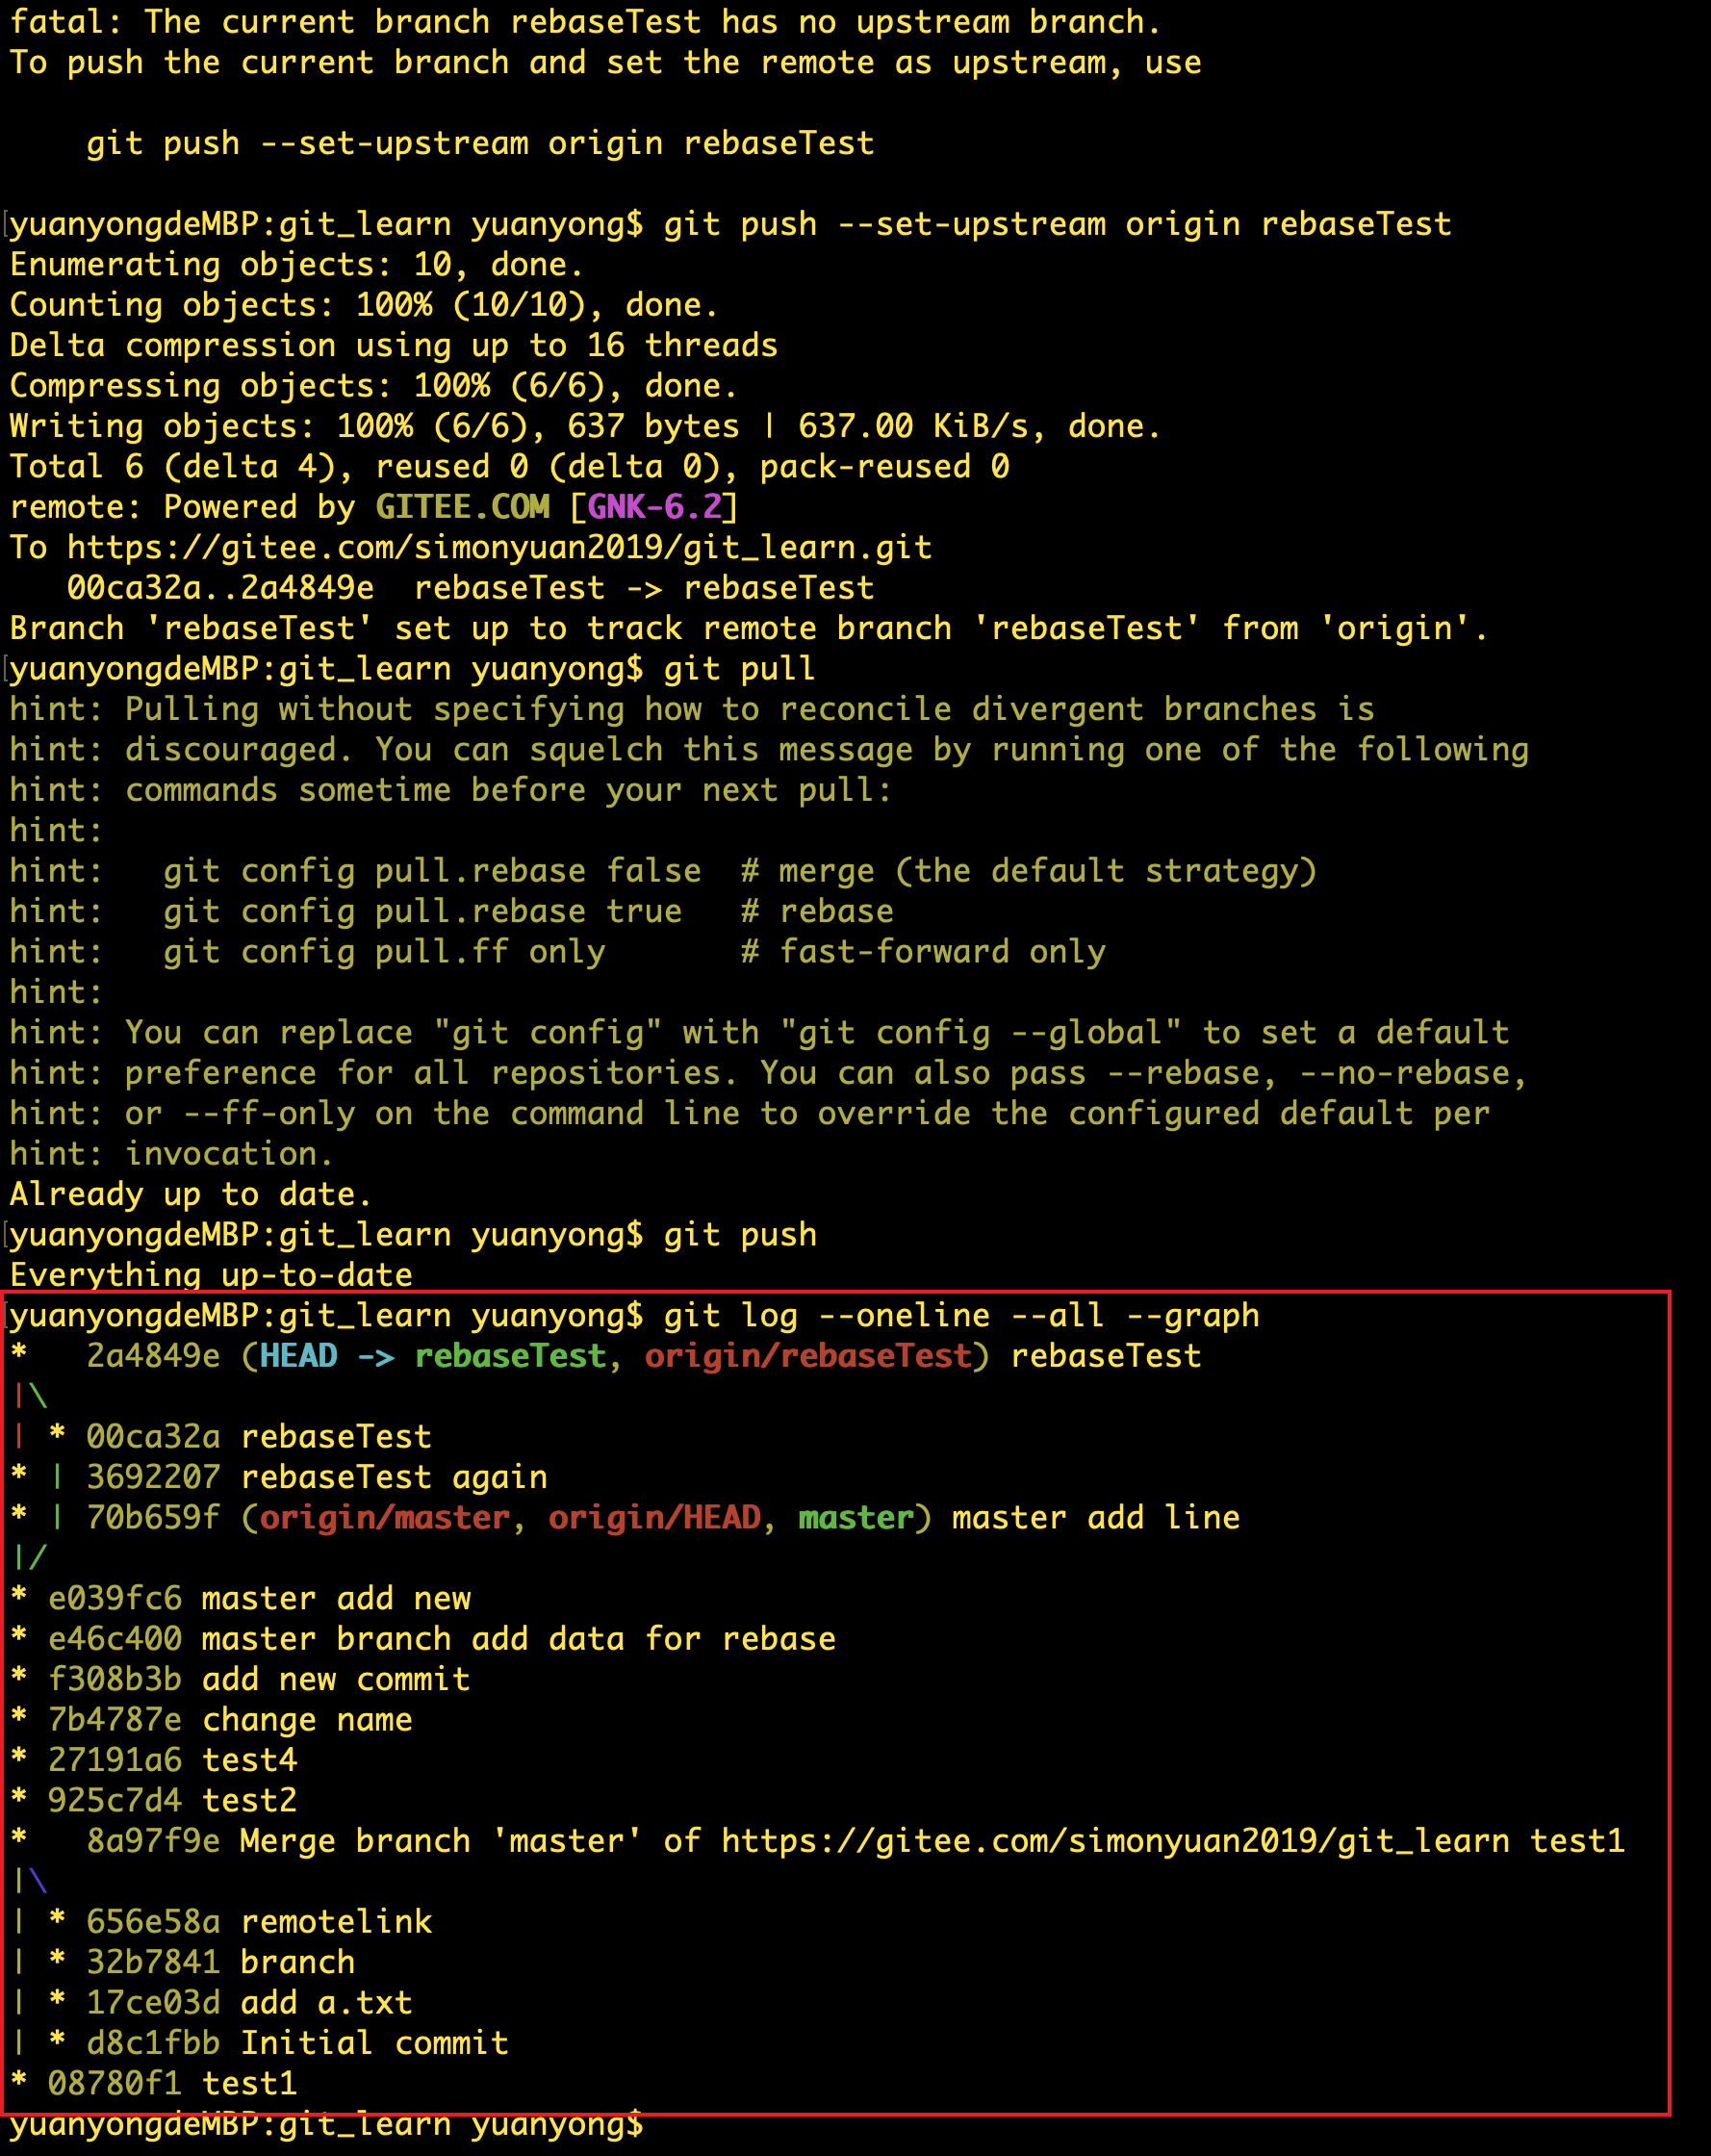 fatal: The current branch rebaseTest has no upstream branch.
To push the current branch and set the remote as upstream, use
    git push --set-upstream origin rebaseTest
[yuanyongdeMBP:git_learn yuanyong$ git push --set-upstream origin rebaseTest
Enumerating objects: 10, done.
Counting objects: 100% (10/10), done.
Delta compression using up to 16 threads
Compressing objects: 100% (6/6), done.
Writing objects: 100% (6/6), 637 bytes | 637.00 KiB/s, done.
Total 6 (delta 4), reused 0 (delta 0), pack-reused 0
remote: Powered by GITEE.COM [GNK-6.2]
To https://gitee.com/simonyuan2019/git_learn.git
   00ca32a..2a4849e  rebaseTest -> rebaseTest
Branch 'rebaseTest' set up to track remote branch 'rebaseTest' from 'origin'.
[yuanyongdeMBP:git_learn yuanyong$ git pull
hint: Pulling without specifying how to reconcile divergent branches is
hint: discouraged. You can squelch this message by running one of the following
hint: commands sometime before your next pull:
hint:
hint:   git config pull.rebase false  # merge (the default strategy)
hint:   git config pull.rebase true   # rebase
hint:   git config pull.ff only       # fast-forward only
hint:
hint: You can replace "git config" with "git config --global" to set a default
hint: preference for all repositories. You can also pass --rebase, --no-rebase,
hint: or --ff-only on the command line to override the configured default per
hint: invocation.
Already up to date.
[yuanyongdeMBP:git_learn yuanyong$ git push
Everything up-to-date
[yuanyongdeMBP:git_learn yuanyong$ git log --oneline --all --graph
*   2a4849e (HEAD -> rebaseTest, origin/rebaseTest) rebaseTest
|\
| * 00ca32a rebaseTest
* | 3692207 rebaseTest again
* | 70b659f (origin/master, origin/HEAD, master) master add line
|/
* e039fc6 master add new
* e46c400 master branch add data for rebase
* f308b3b add new commit
* 7b4787e change name
* 27191a6 test4
* 925c7d4 test2
*   8a97f9e Merge branch 'master' of https://gitee.com/simonyuan2019/git_learn test1
|\
| * 656e58a remotelink
| * 32b7841 branch
| * 17ce03d add a.txt
| * d8c1fbb Initial commit
* 08780f1 test1
yuanyongdeMBP:git_learn yuanyong$